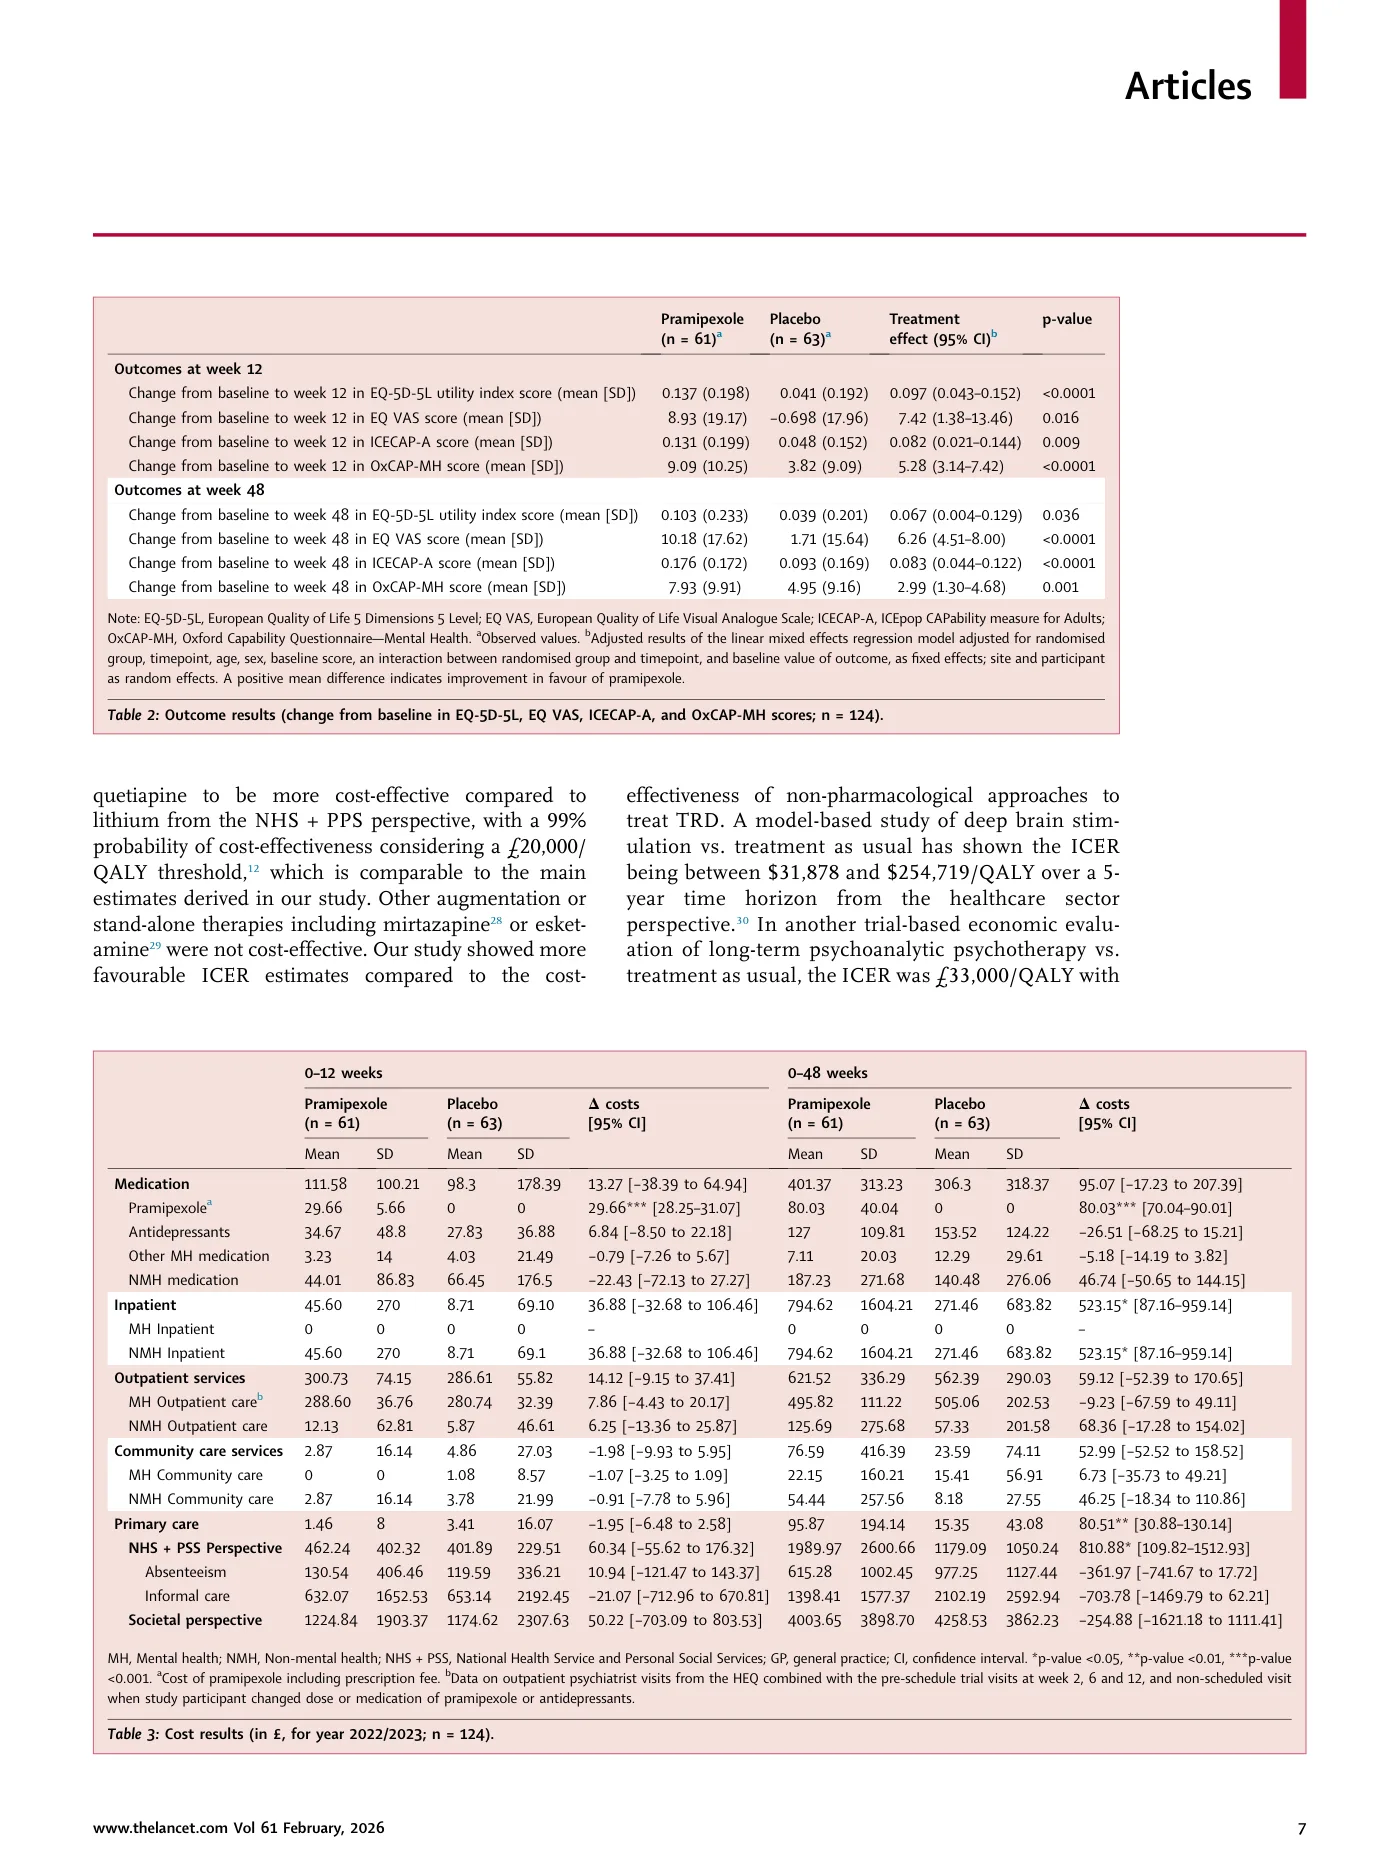 Articles
Pramipexole Placebo Treatment p-value
(n = 61)a (n = 63)a effect (95% CI)b
Outcomes at week 12
Change from baseline to week 12 in EQ-5D-5L utility index score (mean [SD]) 0.137 (0.198) 0.041 (0.192) 0.097 (0.043–0.152) <0.0001
Change from baseline to week 12 in EQ VAS score (mean [SD]) 8.93 (19.17) −0.698 (17.96) 7.42 (1.38–13.46) 0.016
Change from baseline to week 12 in ICECAP-A score (mean [SD]) 0.131 (0.199) 0.048 (0.152) 0.082 (0.021–0.144) 0.009
Change from baseline to week 12 in OxCAP-MH score (mean [SD]) 9.09 (10.25) 3.82 (9.09) 5.28 (3.14–7.42) <0.0001
Outcomes at week 48
Change from baseline to week 48 in EQ-5D-5L utility index score (mean [SD]) 0.103 (0.233) 0.039 (0.201) 0.067 (0.004–0.129) 0.036
Change from baseline to week 48 in EQ VAS score (mean [SD]) 10.18 (17.62) 1.71 (15.64) 6.26 (4.51–8.00) <0.0001
Change from baseline to week 48 in ICECAP-A score (mean [SD]) 0.176 (0.172) 0.093 (0.169) 0.083 (0.044–0.122) <0.0001
Change from baseline to week 48 in OxCAP-MH score (mean [SD]) 7.93 (9.91) 4.95 (9.16) 2.99 (1.30–4.68) 0.001
Note: EQ-5D-5L, European Quality of Life 5 Dimensions 5 Level; EQ VAS, European Quality of Life Visual Analogue Scale; ICECAP-A, ICEpop CAPability measure for Adults;
OxCAP-MH, Oxford Capability Questionnaire—Mental Health. aObserved values. bAdjusted results of the linear mixed effects regression model adjusted for randomised
group, timepoint, age, sex, baseline score, an interaction between randomised group and timepoint, and baseline value of outcome, as fixed effects; site and participant
as random effects. A positive mean difference indicates improvement in favour of pramipexole.
Table 2: Outcome results (change from baseline in EQ-5D-5L, EQ VAS, ICECAP-A, and OxCAP-MH scores; n = 124).
quetiapine to be more cost-effective compared to
lithium from the NHS + PPS perspective, with a 99%
probability of cost-effectiveness considering a £20,000/
QALY threshold,12 which is comparable to the main
estimates derived in our study. Other augmentation or
stand-alone therapies including mirtazapine28 or esket-
amine29 were not cost-effective. Our study showed more
favourable ICER estimates compared to the cost-
effectiveness of non-pharmacological approaches to
treat TRD. A model-based study of deep brain stim-
ulation vs. treatment as usual has shown the ICER
being between $31,878 and $254,719/QALY over a 5-
year time horizon from the healthcare sector
perspective.30 In another trial-based economic evalu-
ation of long-term psychoanalytic psychotherapy vs.
treatment as usual, the ICER was £33,000/QALY with
0–12 weeks 0–48 weeks
Pramipexole Placebo Δ costs Pramipexole Placebo Δ costs
(n = 61) (n = 63) [95% CI] (n = 61) (n = 63) [95% CI]
Mean SD Mean SD Mean SD Mean SD
Medication 111.58 100.21 98.3 178.39 13.27 [−38.39 to 64.94] 401.37 313.23 306.3 318.37 95.07 [−17.23 to 207.39]
Pramipexolea 29.66 5.66 0 0 29.66*** [28.25–31.07] 80.03 40.04 0 0 80.03*** [70.04–90.01]
Antidepressants 34.67 48.8 27.83 36.88 6.84 [−8.50 to 22.18] 127 109.81 153.52 124.22 −26.51 [−68.25 to 15.21]
Other MH medication 3.23 14 4.03 21.49 −0.79 [−7.26 to 5.67] 7.11 20.03 12.29 29.61 −5.18 [−14.19 to 3.82]
NMH medication 44.01 86.83 66.45 176.5 −22.43 [−72.13 to 27.27] 187.23 271.68 140.48 276.06 46.74 [−50.65 to 144.15]
Inpatient 45.60 270 8.71 69.10 36.88 [−32.68 to 106.46] 794.62 1604.21 271.46 683.82 523.15* [87.16–959.14]
MH Inpatient 0 0 0 0 – 0 0 0 0 –
NMH Inpatient 45.60 270 8.71 69.1 36.88 [−32.68 to 106.46] 794.62 1604.21 271.46 683.82 523.15* [87.16–959.14]
Outpatient services 300.73 74.15 286.61 55.82 14.12 [−9.15 to 37.41] 621.52 336.29 562.39 290.03 59.12 [−52.39 to 170.65]
MH Outpatient careb 288.60 36.76 280.74 32.39 7.86 [−4.43 to 20.17] 495.82 111.22 505.06 202.53 −9.23 [−67.59 to 49.11]
NMH Outpatient care 12.13 62.81 5.87 46.61 6.25 [−13.36 to 25.87] 125.69 275.68 57.33 201.58 68.36 [−17.28 to 154.02]
Community care services 2.87 16.14 4.86 27.03 −1.98 [−9.93 to 5.95] 76.59 416.39 23.59 74.11 52.99 [−52.52 to 158.52]
MH Community care 0 0 1.08 8.57 −1.07 [−3.25 to 1.09] 22.15 160.21 15.41 56.91 6.73 [−35.73 to 49.21]
NMH Community care 2.87 16.14 3.78 21.99 −0.91 [−7.78 to 5.96] 54.44 257.56 8.18 27.55 46.25 [−18.34 to 110.86]
Primary care 1.46 8 3.41 16.07 −1.95 [−6.48 to 2.58] 95.87 194.14 15.35 43.08 80.51** [30.88–130.14]
NHS + PSS Perspective 462.24 402.32 401.89 229.51 60.34 [−55.62 to 176.32] 1989.97 2600.66 1179.09 1050.24 810.88* [109.82–1512.93]
Absenteeism 130.54 406.46 119.59 336.21 10.94 [−121.47 to 143.37] 615.28 1002.45 977.25 1127.44 −361.97 [−741.67 to 17.72]
Informal care 632.07 1652.53 653.14 2192.45 −21.07 [−712.96 to 670.81] 1398.41 1577.37 2102.19 2592.94 −703.78 [−1469.79 to 62.21]
Societal perspective 1224.84 1903.37 1174.62 2307.63 50.22 [−703.09 to 803.53] 4003.65 3898.70 4258.53 3862.23 −254.88 [−1621.18 to 1111.41]
MH, Mental health; NMH, Non-mental health; NHS + PSS, National Health Service and Personal Social Services; GP, general practice; CI, confidence interval. *p-value <0.05, **p-value <0.01, ***p-value
<0.001. aCost of pramipexole including prescription fee. bData on outpatient psychiatrist visits from the HEQ combined with the pre-schedule trial visits at week 2, 6 and 12, and non-scheduled visit
when study participant changed dose or medication of pramipexole or antidepressants.
Table 3: Cost results (in £, for year 2022/2023; n = 124).
www.thelancet.com Vol 61 February, 2026 7